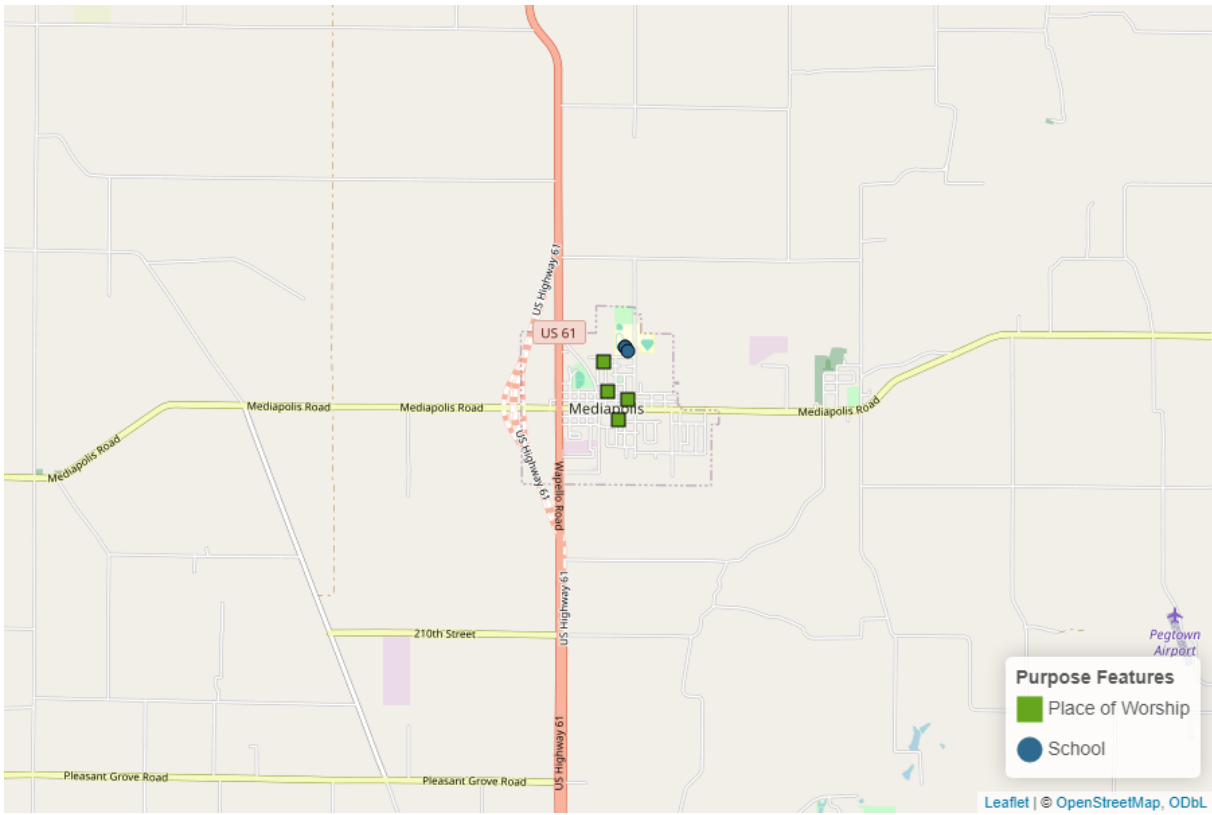 US Highway 61
US 61
Mediapolis Road
Mediapolis Road
Mediapolis
Mediapolis Road
Mediapolis Road
US Highway 61
Wapello Road
US Highway 61
210th Street
Pegtown
Airport
US Highway 61
Pleasant Grove Road
Pleasant Grove Road
Purpose Features
Place of Worship
School
Leaflet | © OpenStreetMap, ODbL